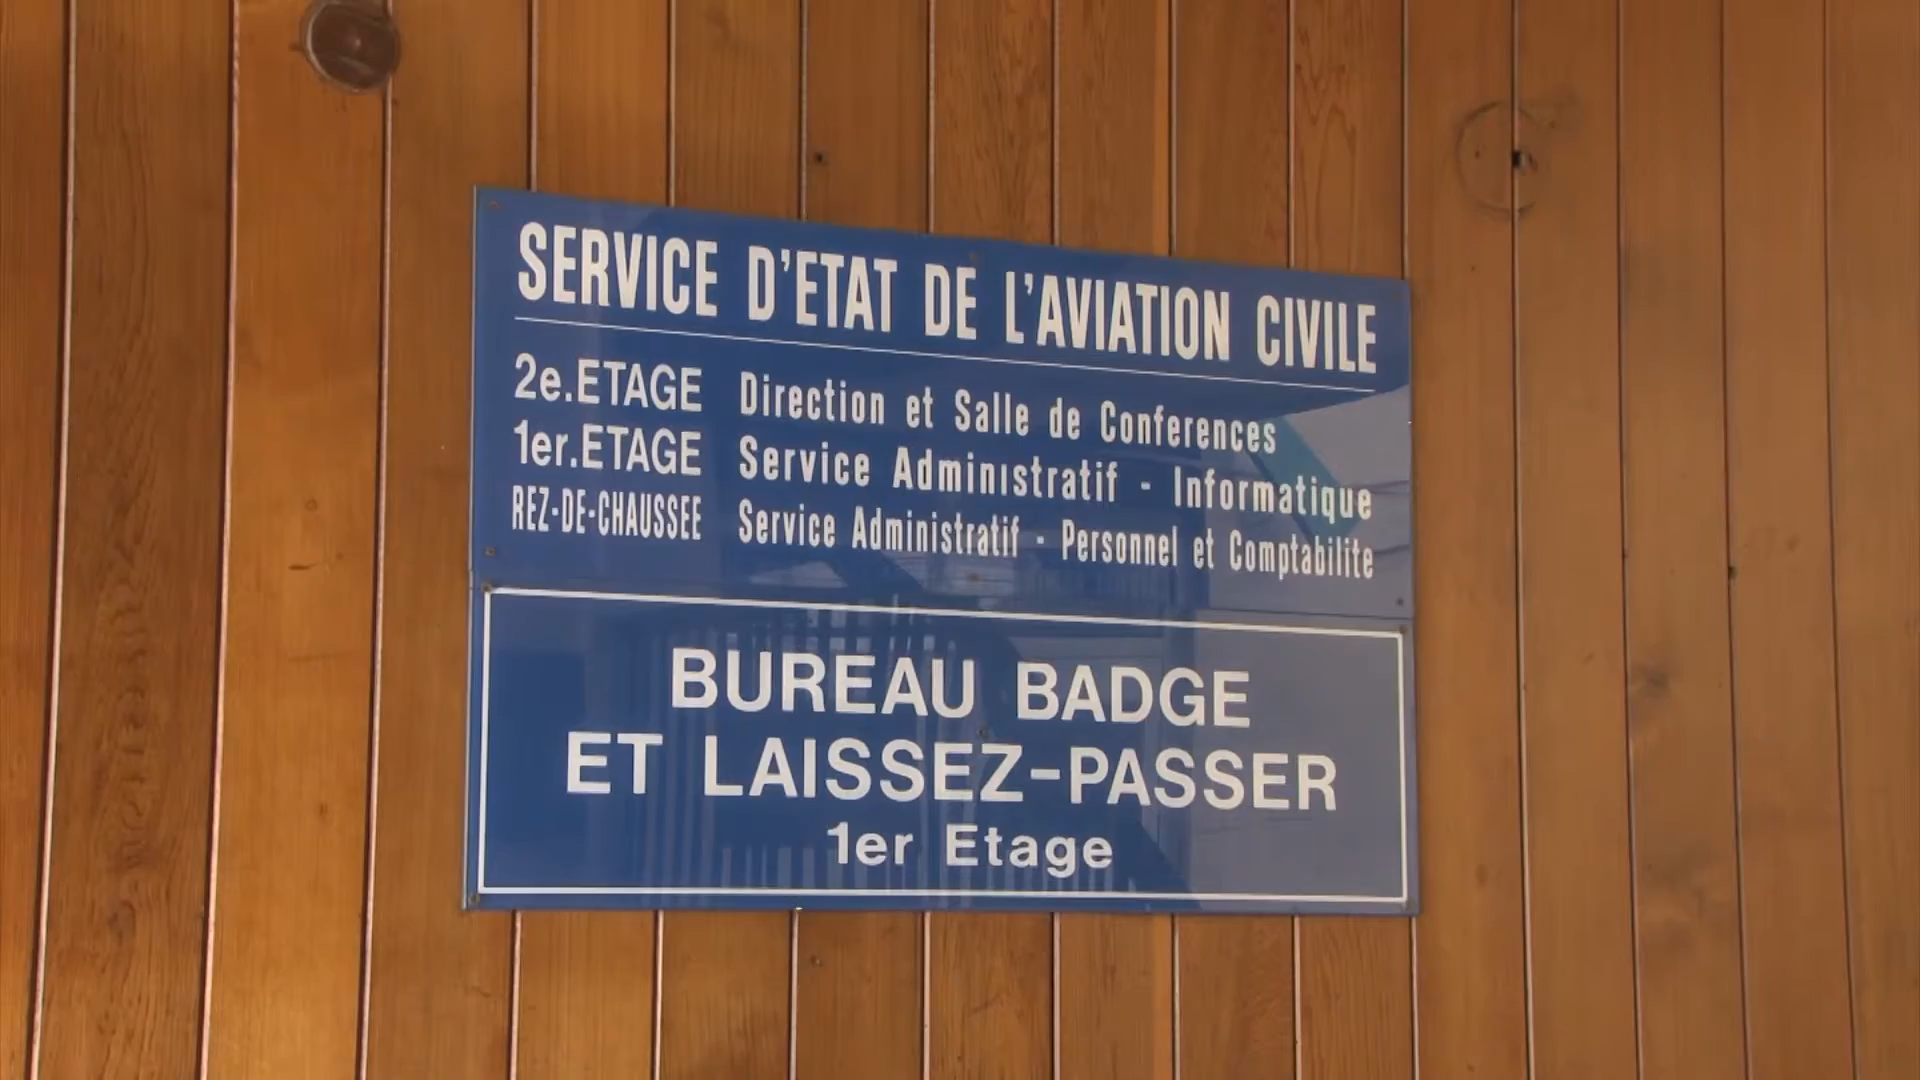 SERVICE D'ETAT DE L'AVIATION CIVILE
2e.ETAGE Direction et Salle de Conferences
1er.ETAGE Service Administratif - Informatique
REZ-DE-CHAUSSEE Service Administratif - Personnel et Comptabilite
BUREAU BADGE
ET LAISSEZ-PASSER
1er Etage